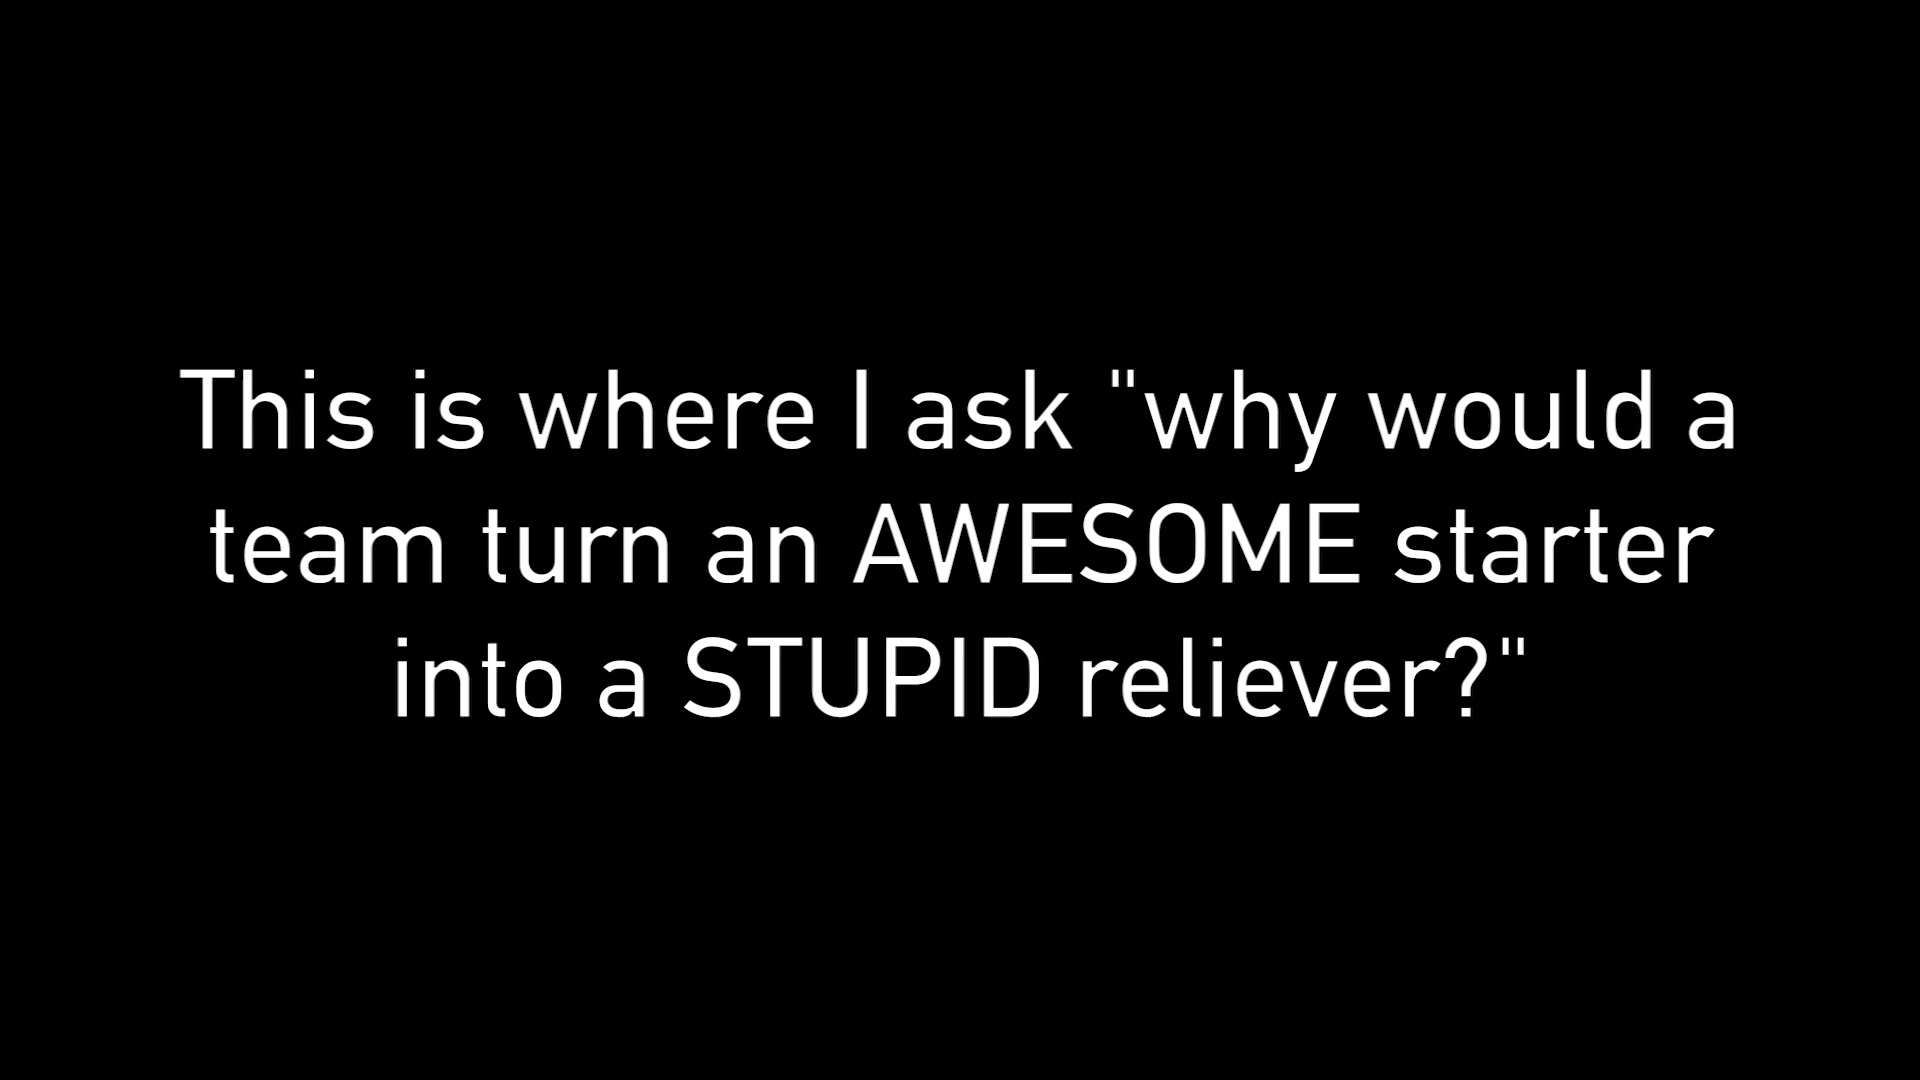 This is where I ask "why would a
team turn an AWESOME starter
into a STUPID reliever?"